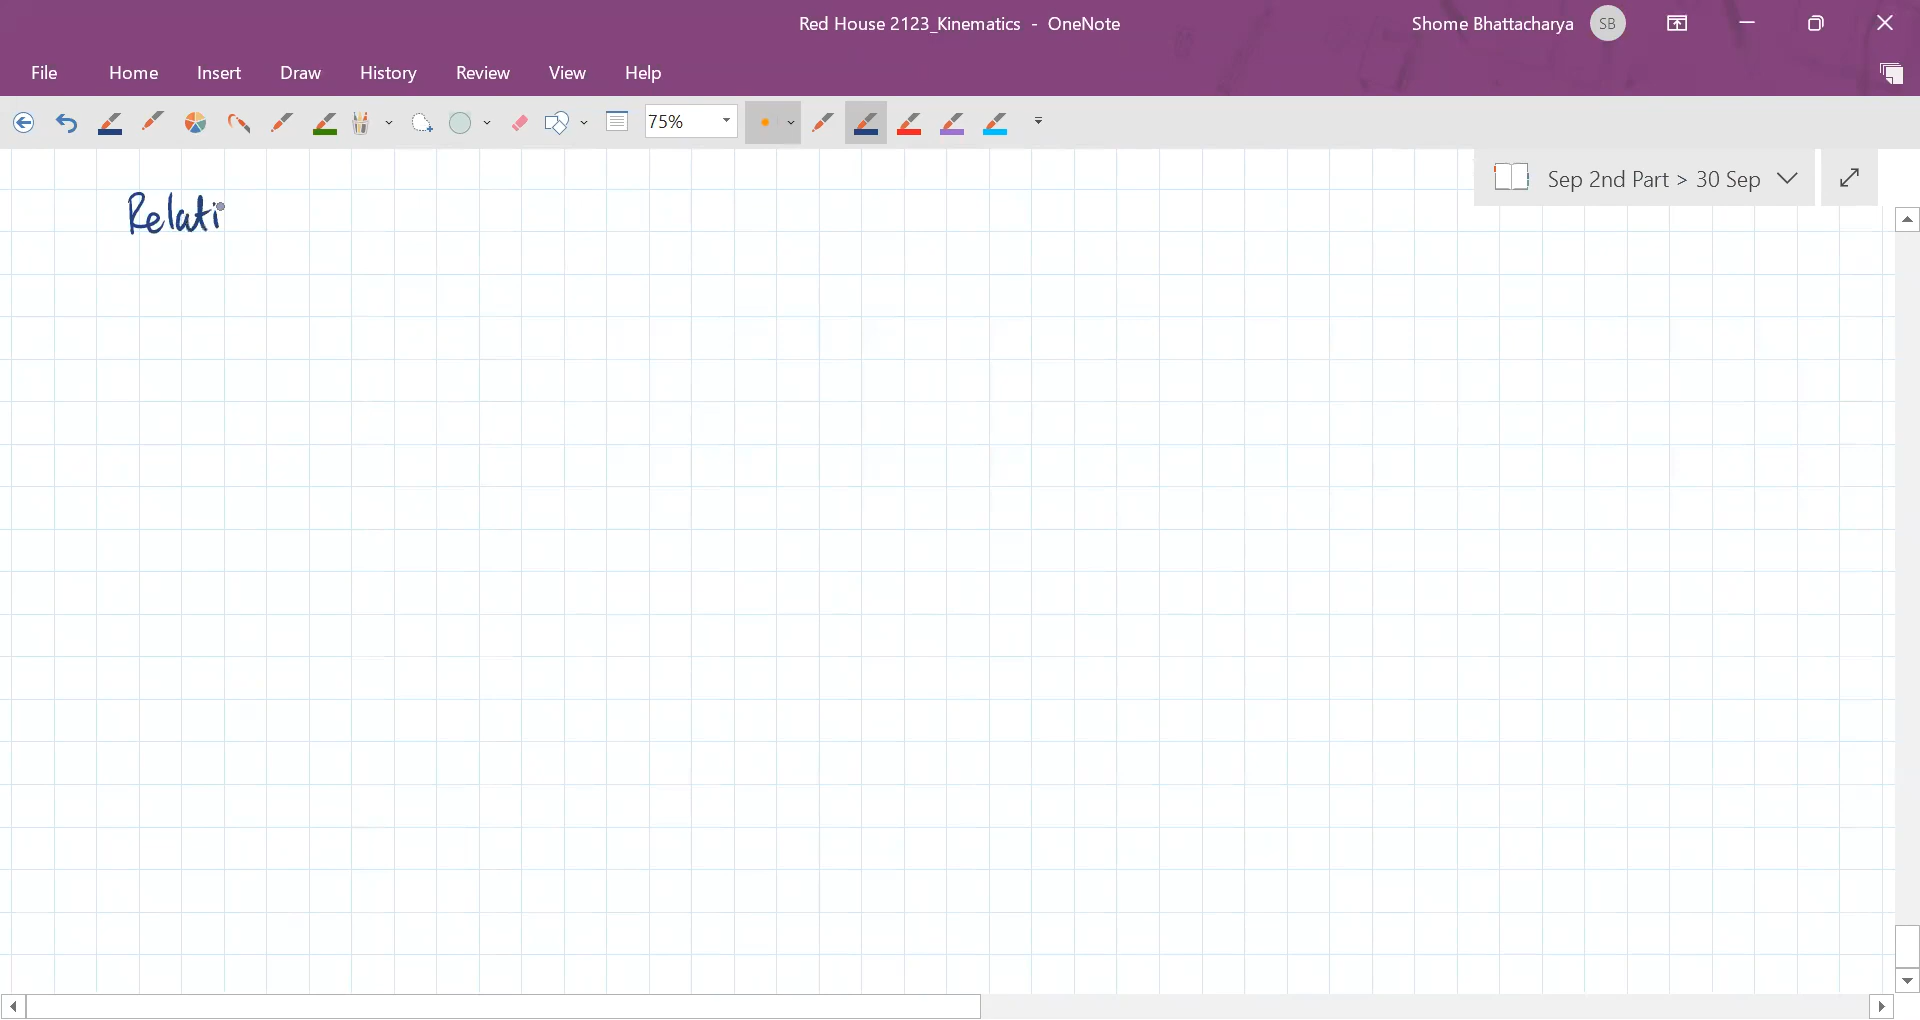 Red House 2123_Kinematics - OneNote
Shome Bhattacharya SB
File Home Insert Draw History Review View Help
75%
Sep 2nd Part > 30 Sep
Relati